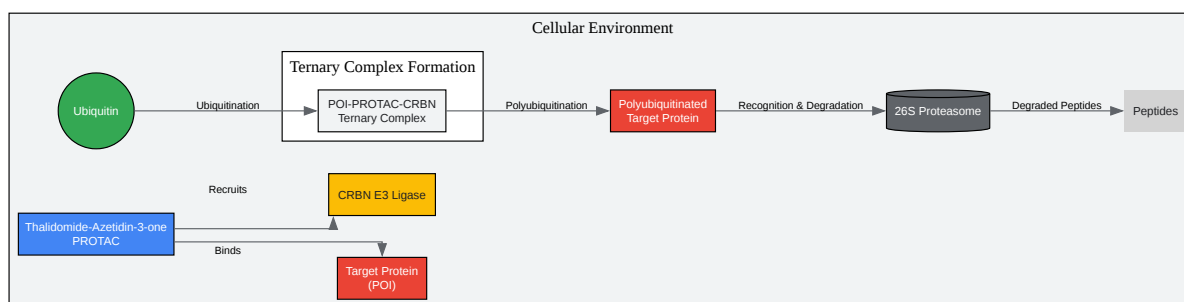 Cellular Environment
Ternary Complex Formation
Ubiquitin
Ubiquitination
POI-PROTAC-CRBN
Ternary Complex
Polyubiquitination
Polyubiquitinated
Target Protein
Recognition & Degradation
26S Proteasome
Degraded Peptides
Peptides
Recruits
CRBN E3 Ligase
Thalidomide-Azetidin-3-one
PROTAC
Binds
Target Protein
(POI)